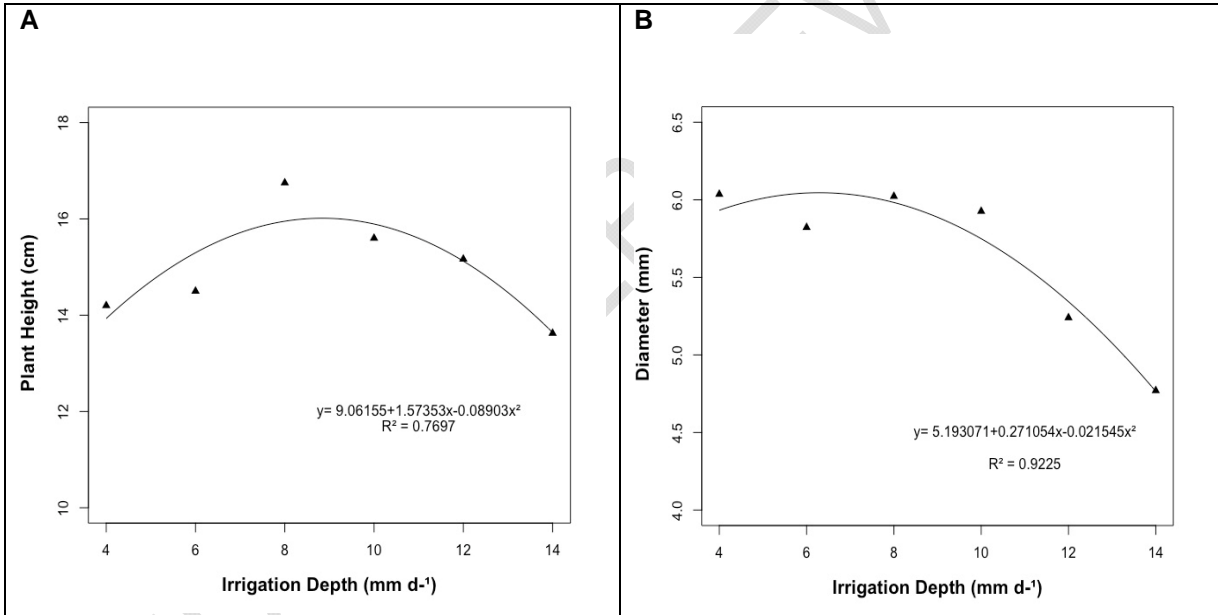 A
18
16
14
12
10
Plant Height (cm)
y= 9.06155+1.57353x-0.08903x²
R² = 0.7697
4 6 8 10 12 14
Irrigation Depth (mm d-¹)
B
6.5
6.0
5.5
5.0
4.5
4.0
Diameter (mm)
y= 5.193071+0.271054x-0.021545x²
R² = 0.9225
4 6 8 10 12 14
Irrigation Depth (mm d-¹)